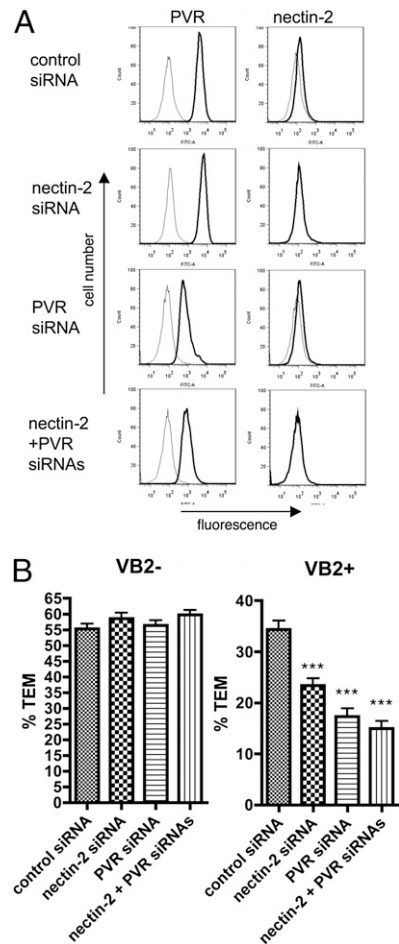 A
PVR nectin-2
control
siRNA
nectin-2
siRNA
PVR
siRNA
nectin-2
+PVR
siRNAs
cell number
Count
FITC-A
fluorescence
B
VB2- VB2+
% TEM
65
60
55
50
45
40
35
30
25
20
15
10
5
0
control siRNA
nectin-2 siRNA
PVR siRNA
nectin-2 + PVR siRNAs
% TEM
40
30
20
10
0
***
***
***
control siRNA
nectin-2 siRNA
PVR siRNA
nectin-2 + PVR siRNAs